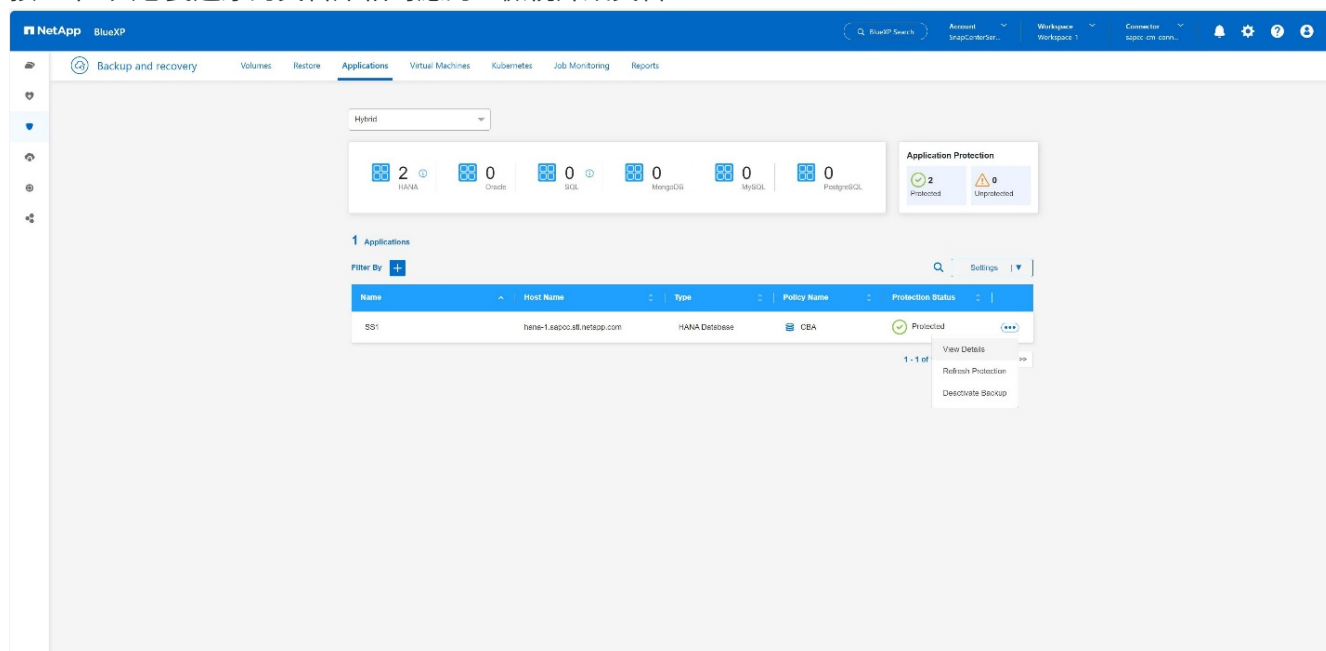 NetApp BlueXP
BlueXP Search
Account
SnapCenterSer...
Workspace
Workspace 1
Connector
sapcc-cm-conn...
Backup and recovery
Volumes Restore Applications Virtual Machines Kubernetes Job Monitoring Reports
Hybrid
2 HANA
0 Oracle
0 SQL
0 MongoDB
0 MySQL
0 PostgreSQL
Application Protection
2 Protected
0 Unprotected
1 Applications
Filter By +
Settings | ▼
Name Host Name Type Policy Name Protection Status
SS1 hana-1.sapcc.stl.netapp.com HANA Database CBA Protected
1 - 1 of >>
View Details
Refresh Protection
Deactivate Backup